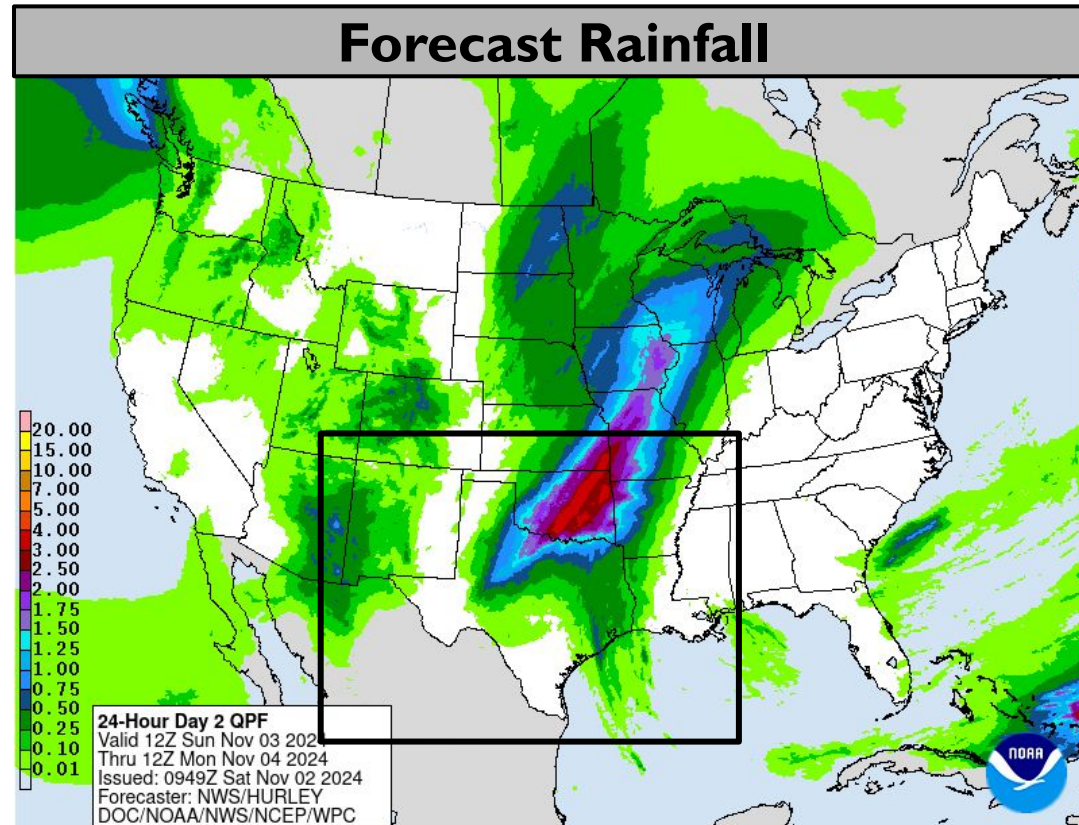 Forecast Rainfall
20.00
15.00
10.00
7.00
5.00
4.00
3.00
2.50
2.00
1.75
1.50
1.25
1.00
0.75
0.50
0.25
0.10
0.01
24-Hour Day 2 QPF
Valid 12Z Sun Nov 03 2024
Thru 12Z Mon Nov 04 2024
Issued: 0949Z Sat Nov 02 2024
Forecaster: NWS/HURLEY
DOC/NOAA/NWS/NCEP/WPC
NOAA